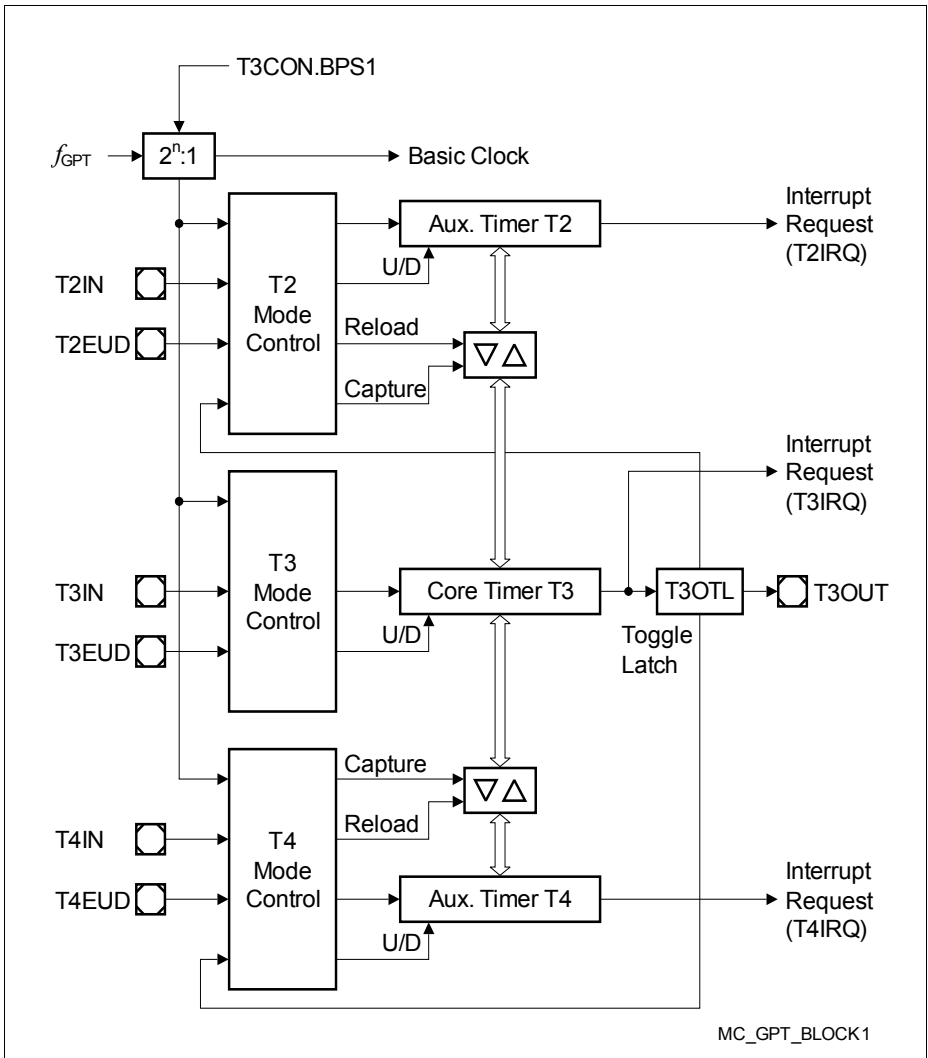 T3CON.BPS1
fGPT
2n:1
Basic Clock
Interrupt
Request
(T2IRQ)
Aux. Timer T2
U/D
T2IN
T2
Mode
Control
T2EUD
Reload
Capture
Interrupt
Request
(T3IRQ)
T3
Mode
Control
T3IN
Core Timer T3
T3OTL
T3OUT
U/D
T3EUD
Toggle
Latch
Capture
Reload
T4IN
T4
Mode
Control
T4EUD
Aux. Timer T4
U/D
Interrupt
Request
(T4IRQ)
MC_GPT_BLOCK1